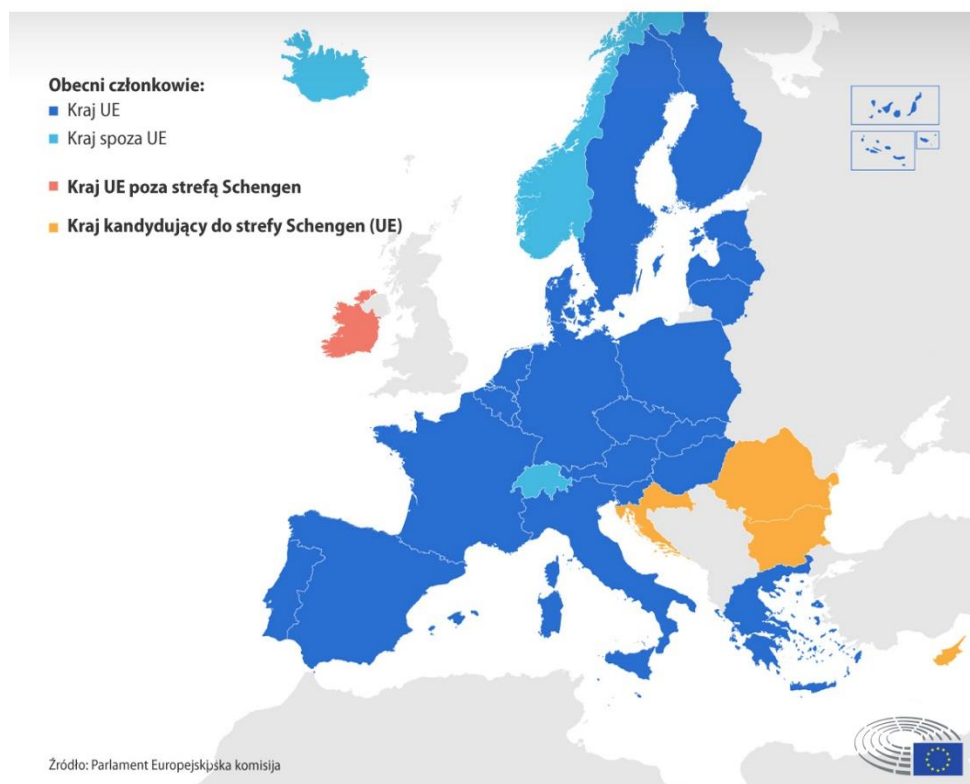 Obecni członkowie:
Kraj UE
Kraj spoza UE
Kraj UE poza strefą Schengen
Kraj kandydujący do strefy Schengen (UE)
Źródło: Parlament Europejskipska komisija